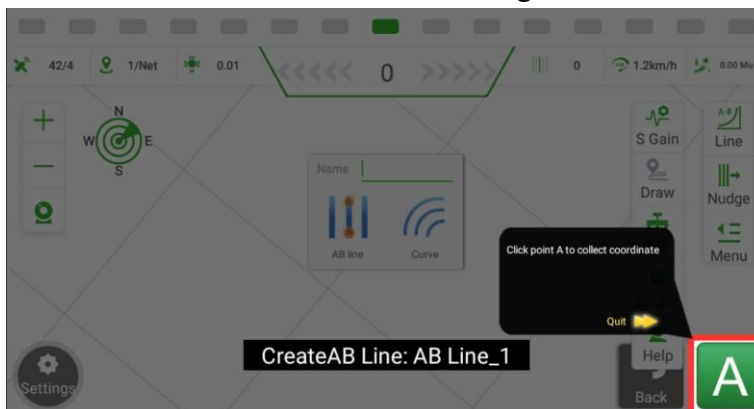 42/4
1/Net
0.01
<<<<<
0
>>>>>
0
1.2km/h
0.00 Mu
N
W
E
S
S Gain
A-B
Line
Draw
Nudge
Menu
Name
A
B
AB line
Curve
Click point A to collect coordinate
Quit
CreateAB Line: AB Line_1
Settings
Help
Back
A